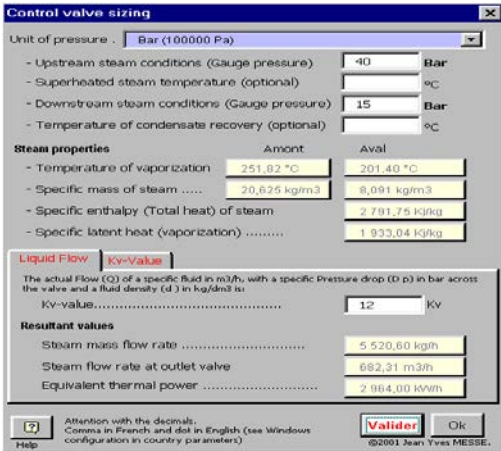 Control valve sizing
Unit of pressure . Bar (100000 Pa)
- Upstream steam conditions (Gauge pressure) 40 Bar
- Superheated steam temperature (optional) ºC
- Downstream steam conditions (Gauge pressure) 15 Bar
- Temperature of condensate recovery (optional) ºC
Steam properties Amont Aval
- Temperature of vaporization 251,82 °C 201,40 °C
- Specific mass of steam ..... 20,625 kg/m3 8,091 kg/m3
- Specific enthalpy (Total heat) of steam 2 791,75 Kj/kg
- Specific latent heat (vaporization) ......... 1 933,04 Kj/kg
Liquid Flow Kv-Value
The actual Flow (Q) of a specific fluid in m3/h, with a specific Pressure drop (D p) in bar across
the valve and a fluid density (d ) in kg/dm3 is:
Kv-value............................................. 12 Kv
Resultant values
Steam mass flow rate ............................. 5 520,60 kg/h
Steam flow rate at outlet valve 682,31 m3/h
Equivalent thermal power ........................... 2 964,00 kW/h
Attention with the decimals.
Comma in French and dot in English (see Windows
configuration in country parameters)
Help
Valider Ok
©2001 Jean Yves MESSE.